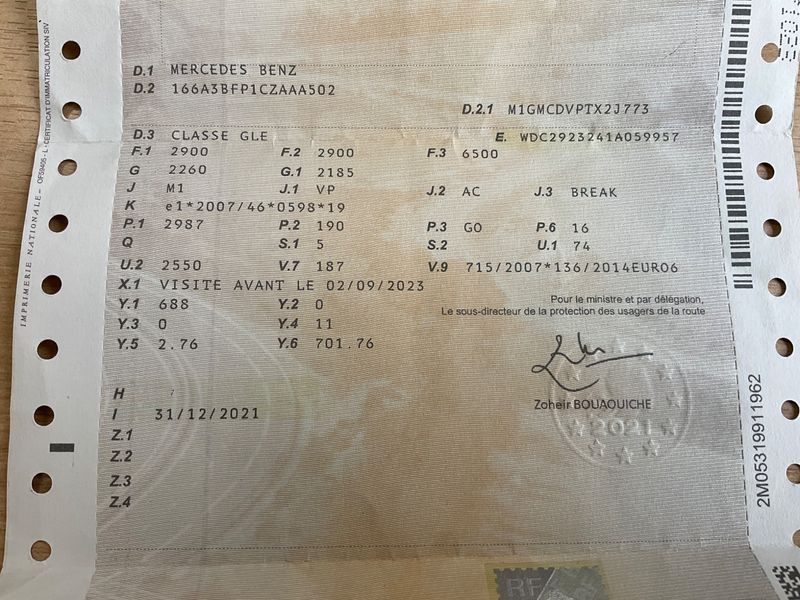 D.1 MERCEDES BENZ
D.2 166A3BFP1CZAAA502
D.2.1 M1GMCDVPTX2J773
D.3 CLASSE GLE E. WDC2923241A059957
F.1 2900 F.2 2900 F.3 6500
G 2260 G.1 2185
J M1 J.1 VP J.2 AC J.3 BREAK
K e1*2007/46*0598*19
P.1 2987 P.2 190 P.3 GO P.6 16
Q S.1 5 S.2 U.1 74
U.2 2550 V.7 187 V.9 715/2007*136/2014EURO6
X.1 VISITE AVANT LE 02/09/2023
Y.1 688 Y.2 0
Y.3 0 Y.4 11
Y.5 2.76 Y.6 701.76
Pour le ministre et par délégation,
Le sous-directeur de la protection des usagers de la route
Zoheir BOUAOUICHE
2021
H
I 31/12/2021
Z.1
Z.2
Z.3
Z.4
IMPRIMERIE NATIONALE - OF59405 - L - CERTIFICAT D'IMMATRICULATION SIV
2M05319911962
RF